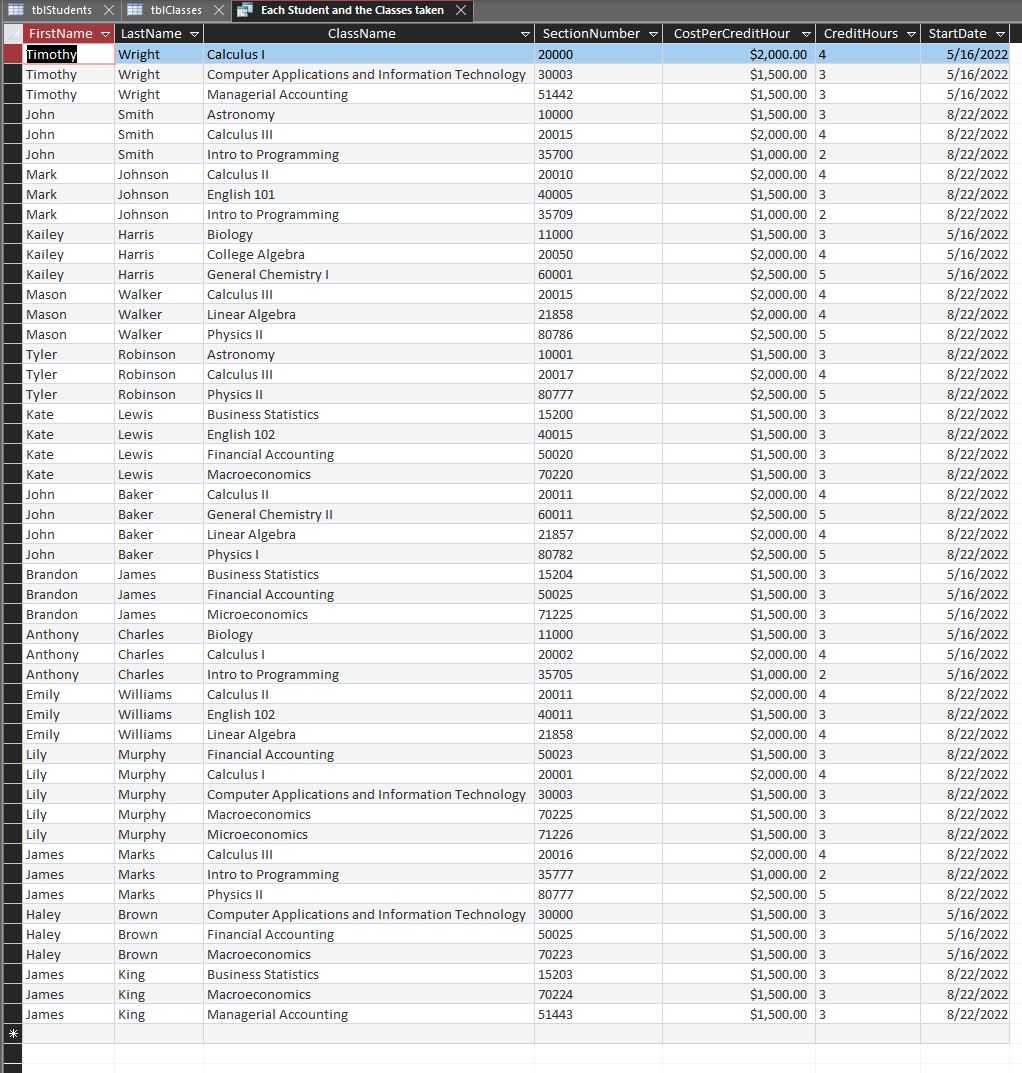 tblStudents tblClasses Each Student and the Classes taken
FirstName LastName ClassName SectionNumber CostPerCreditHour CreditHours StartDate
Timothy Wright Calculus I 20000 $2,000.00 4 5/16/2022
Timothy Wright Computer Applications and Information Technology 30003 $1,500.00 3 5/16/2022
Timothy Wright Managerial Accounting 51442 $1,500.00 3 5/16/2022
John Smith Astronomy 10000 $1,500.00 3 8/22/2022
John Smith Calculus III 20015 $2,000.00 4 8/22/2022
John Smith Intro to Programming 35700 $1,000.00 2 8/22/2022
Mark Johnson Calculus II 20010 $2,000.00 4 8/22/2022
Mark Johnson English 101 40005 $1,500.00 3 8/22/2022
Mark Johnson Intro to Programming 35709 $1,000.00 2 8/22/2022
Kailey Harris Biology 11000 $1,500.00 3 5/16/2022
Kailey Harris College Algebra 20050 $2,000.00 4 5/16/2022
Kailey Harris General Chemistry I 60001 $2,500.00 5 5/16/2022
Mason Walker Calculus III 20015 $2,000.00 4 8/22/2022
Mason Walker Linear Algebra 21858 $2,000.00 4 8/22/2022
Mason Walker Physics II 80786 $2,500.00 5 8/22/2022
Tyler Robinson Astronomy 10001 $1,500.00 3 8/22/2022
Tyler Robinson Calculus III 20017 $2,000.00 4 8/22/2022
Tyler Robinson Physics II 80777 $2,500.00 5 8/22/2022
Kate Lewis Business Statistics 15200 $1,500.00 3 8/22/2022
Kate Lewis English 102 40015 $1,500.00 3 8/22/2022
Kate Lewis Financial Accounting 50020 $1,500.00 3 8/22/2022
Kate Lewis Macroeconomics 70220 $1,500.00 3 8/22/2022
John Baker Calculus II 20011 $2,000.00 4 8/22/2022
John Baker General Chemistry II 60011 $2,500.00 5 8/22/2022
John Baker Linear Algebra 21857 $2,000.00 4 8/22/2022
John Baker Physics I 80782 $2,500.00 5 8/22/2022
Brandon James Business Statistics 15204 $1,500.00 3 5/16/2022
Brandon James Financial Accounting 50025 $1,500.00 3 5/16/2022
Brandon James Microeconomics 71225 $1,500.00 3 5/16/2022
Anthony Charles Biology 11000 $1,500.00 3 5/16/2022
Anthony Charles Calculus I 20002 $2,000.00 4 5/16/2022
Anthony Charles Intro to Programming 35705 $1,000.00 2 5/16/2022
Emily Williams Calculus II 20011 $2,000.00 4 8/22/2022
Emily Williams English 102 40011 $1,500.00 3 8/22/2022
Emily Williams Linear Algebra 21858 $2,000.00 4 8/22/2022
Lily Murphy Financial Accounting 50023 $1,500.00 3 8/22/2022
Lily Murphy Calculus I 20001 $2,000.00 4 8/22/2022
Lily Murphy Computer Applications and Information Technology 30003 $1,500.00 3 8/22/2022
Lily Murphy Macroeconomics 70225 $1,500.00 3 8/22/2022
Lily Murphy Microeconomics 71226 $1,500.00 3 8/22/2022
James Marks Calculus III 20016 $2,000.00 4 8/22/2022
James Marks Intro to Programming 35777 $1,000.00 2 8/22/2022
James Marks Physics II 80777 $2,500.00 5 8/22/2022
Haley Brown Computer Applications and Information Technology 30000 $1,500.00 3 5/16/2022
Haley Brown Financial Accounting 50025 $1,500.00 3 5/16/2022
Haley Brown Macroeconomics 70223 $1,500.00 3 5/16/2022
James King Business Statistics 15203 $1,500.00 3 8/22/2022
James King Macroeconomics 70224 $1,500.00 3 8/22/2022
James King Managerial Accounting 51443 $1,500.00 3 8/22/2022